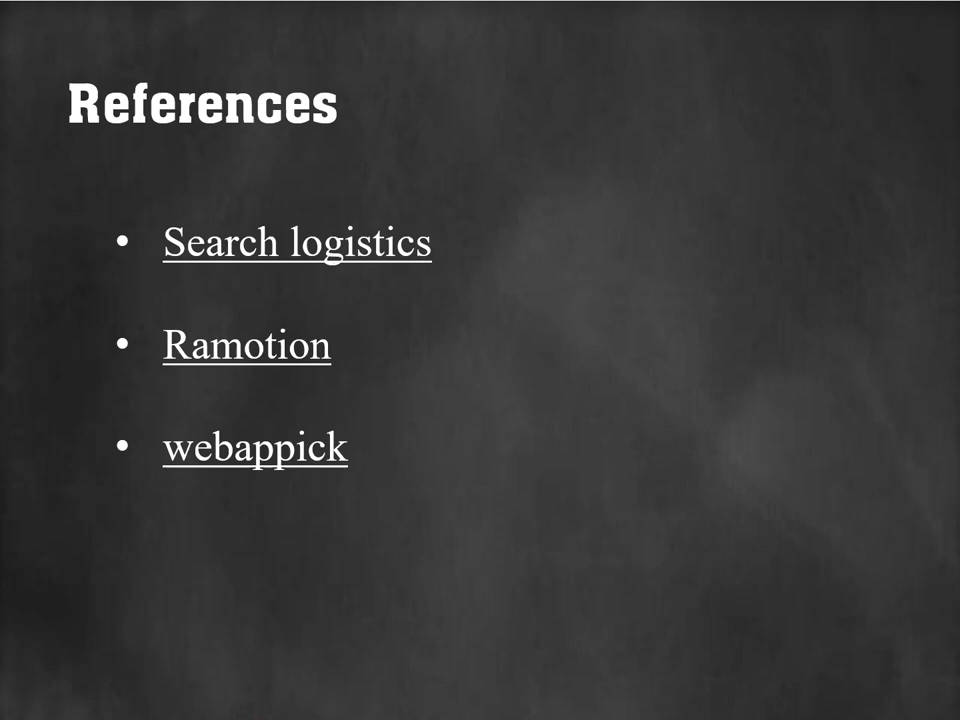 References
• Search logistics
• Ramotion
• webappick